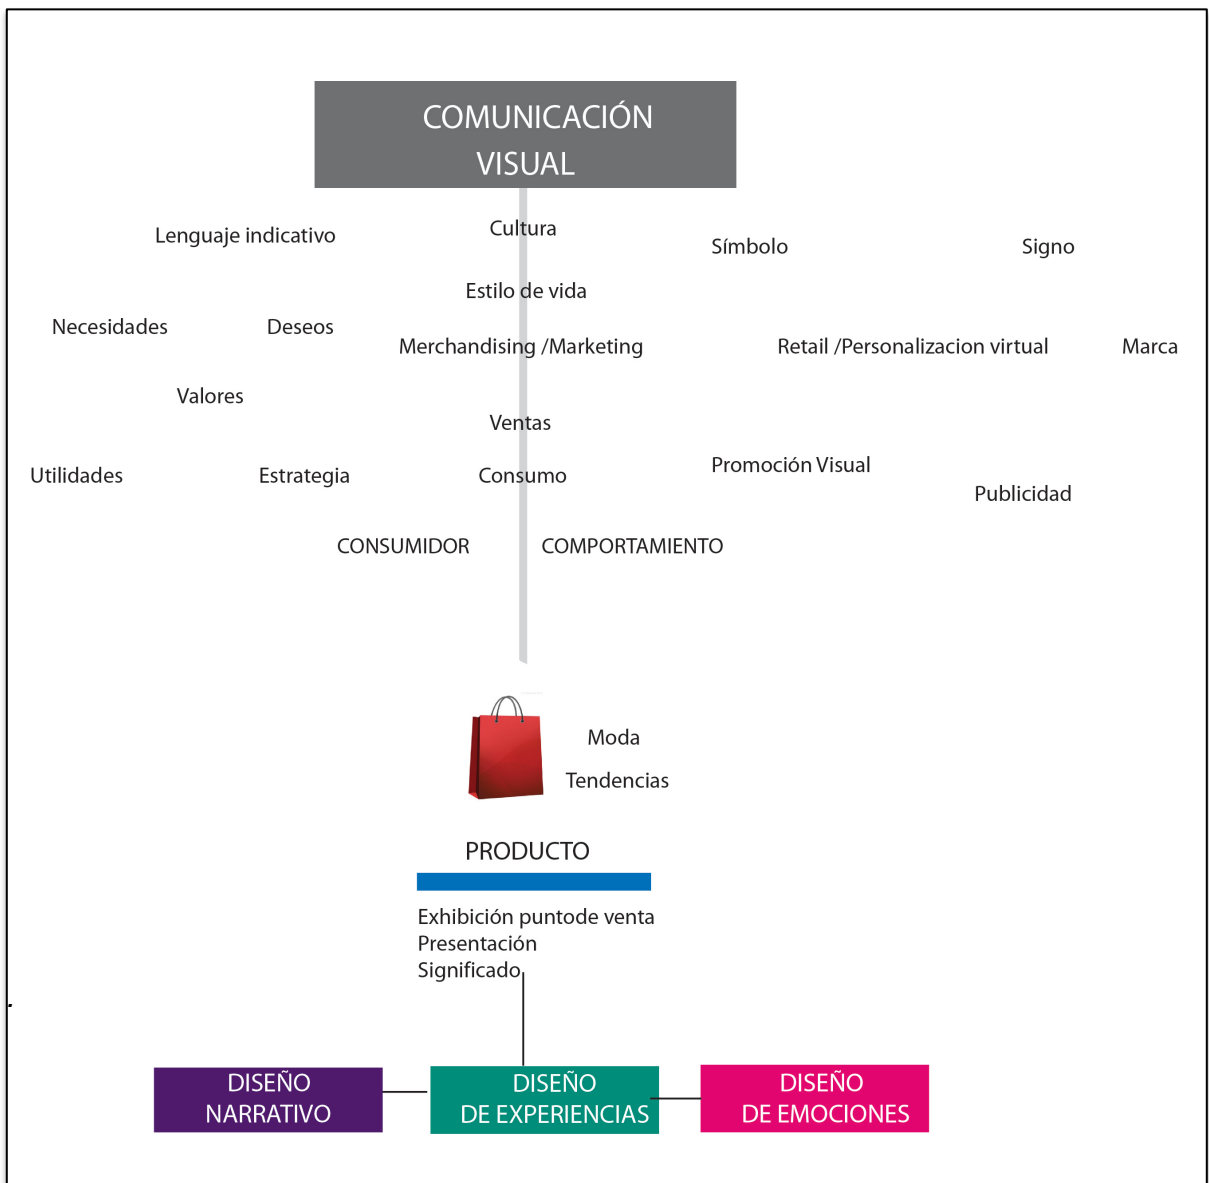 COMUNICACIÓN
VISUAL
Lenguaje indicativo
Cultura
Símbolo
Signo
Estilo de vida
Necesidades
Deseos
Merchandising /Marketing
Retail /Personalizacion virtual
Marca
Valores
Ventas
Utilidades
Estrategia
Consumo
Promoción Visual
Publicidad
CONSUMIDOR
COMPORTAMIENTO
Moda
Tendencias
PRODUCTO
Exhibición puntode venta
Presentación
Significado
DISEÑO
NARRATIVO
DISEÑO
DE EXPERIENCIAS
DISEÑO
DE EMOCIONES